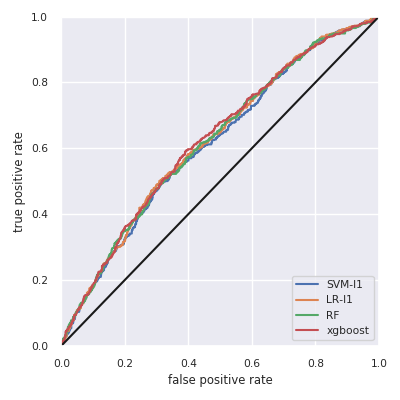 1.0
0.8
0.6
0.4
0.2
0.0
true positive rate
SVM-l1
LR-l1
RF
xgboost
0.0 0.2 0.4 0.6 0.8 1.0
false positive rate